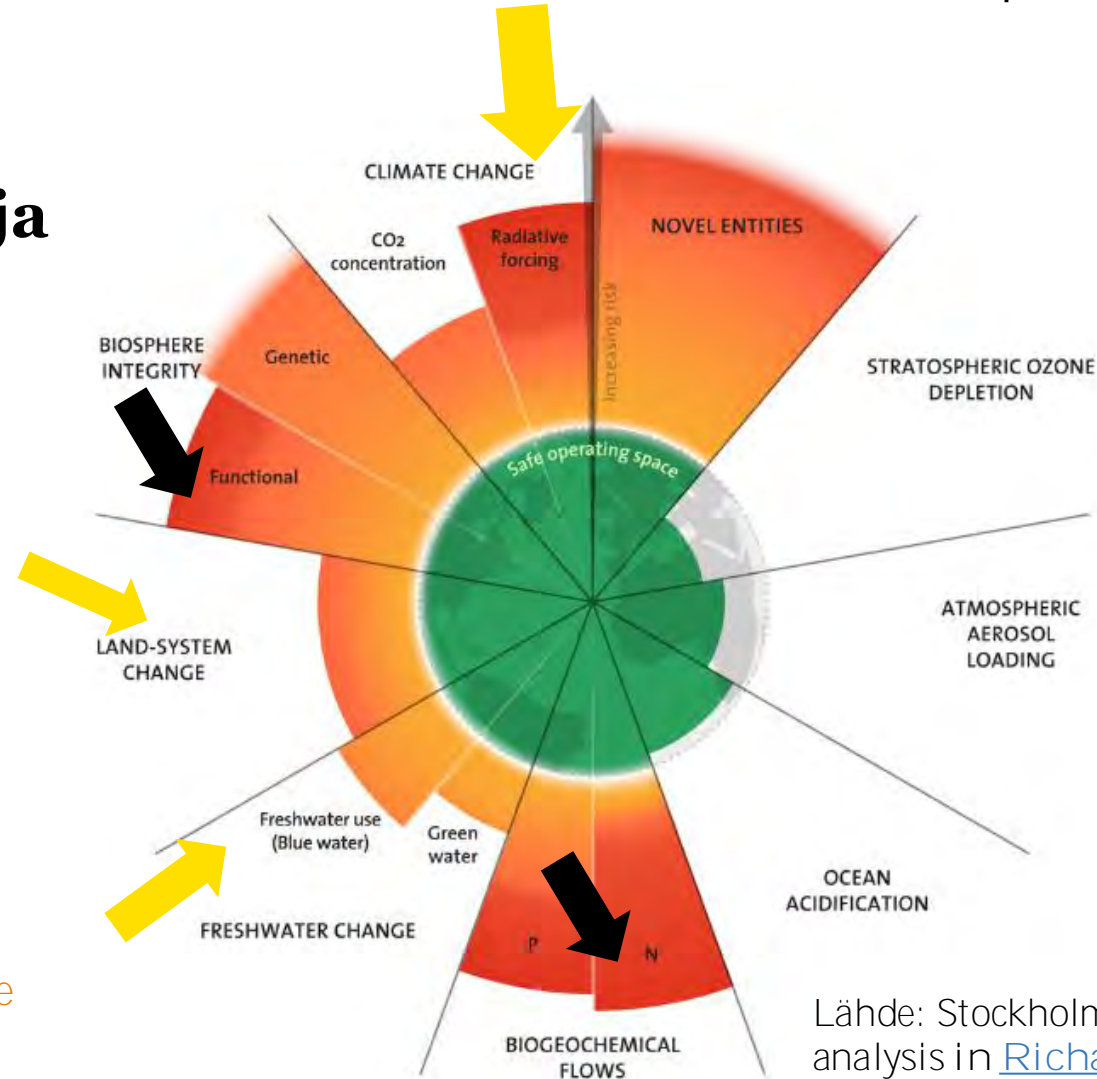 ja
CLIMATE CHANGE
CO2
concentration
Radiative
forcing
NOVEL ENTITIES
Increasing risk
BIOSPHERE
INTEGRITY
Genetic
Functional
STRATOSPHERIC OZONE
DEPLETION
Safe operating space
ATMOSPHERIC
AEROSOL
LOADING
LAND-SYSTEM
CHANGE
Freshwater use
(Blue water)
Green
water
FRESHWATER CHANGE
OCEAN
ACIDIFICATION
P
N
e
BIOGEOCHEMICAL
FLOWS
Lähde: Stockholm
analysis in Richa